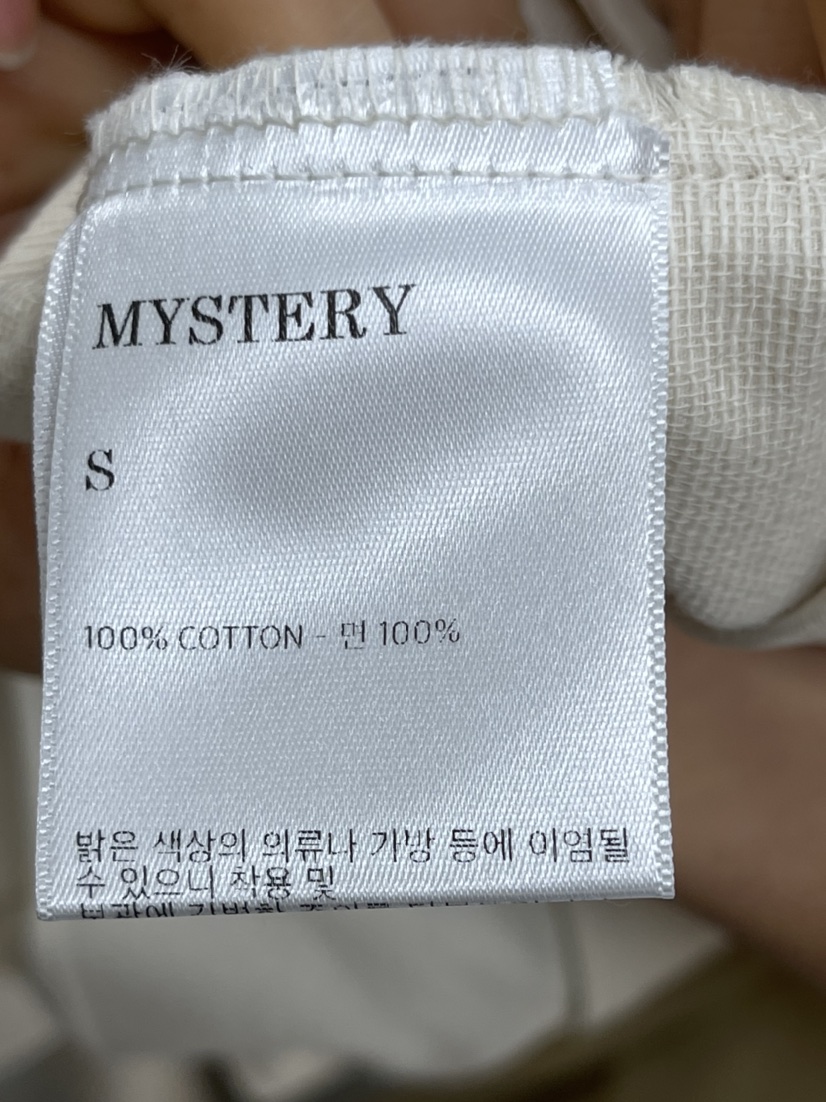 MYSTERY
S
100% COTTON - 면 100%
밝은 색상의 의류나 가방 등에 이염될
수 있으니 착용 및